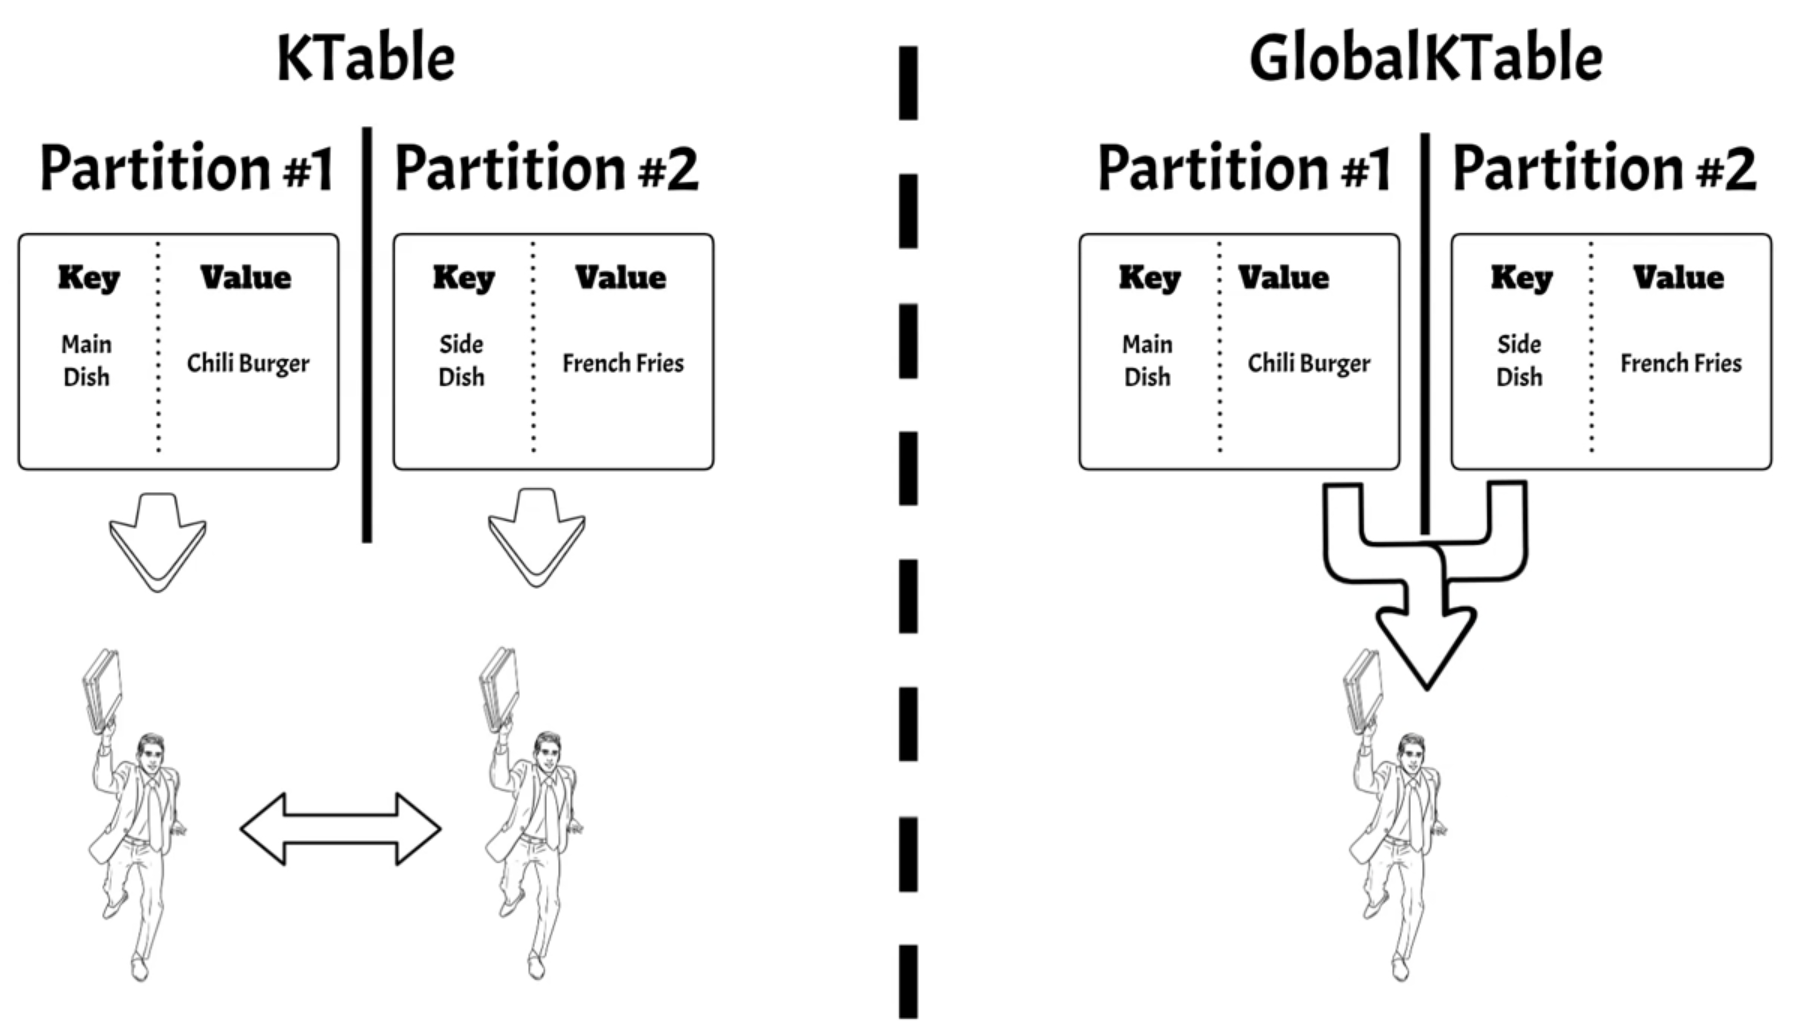 KTable
Partition #1
Key
Value
Main
Dish
Chili Burger
Partition #2
Key
Value
Side
Dish
French Fries
GlobalKTable
Partition #1
Key
Value
Main
Dish
Chili Burger
Partition #2
Key
Value
Side
Dish
French Fries